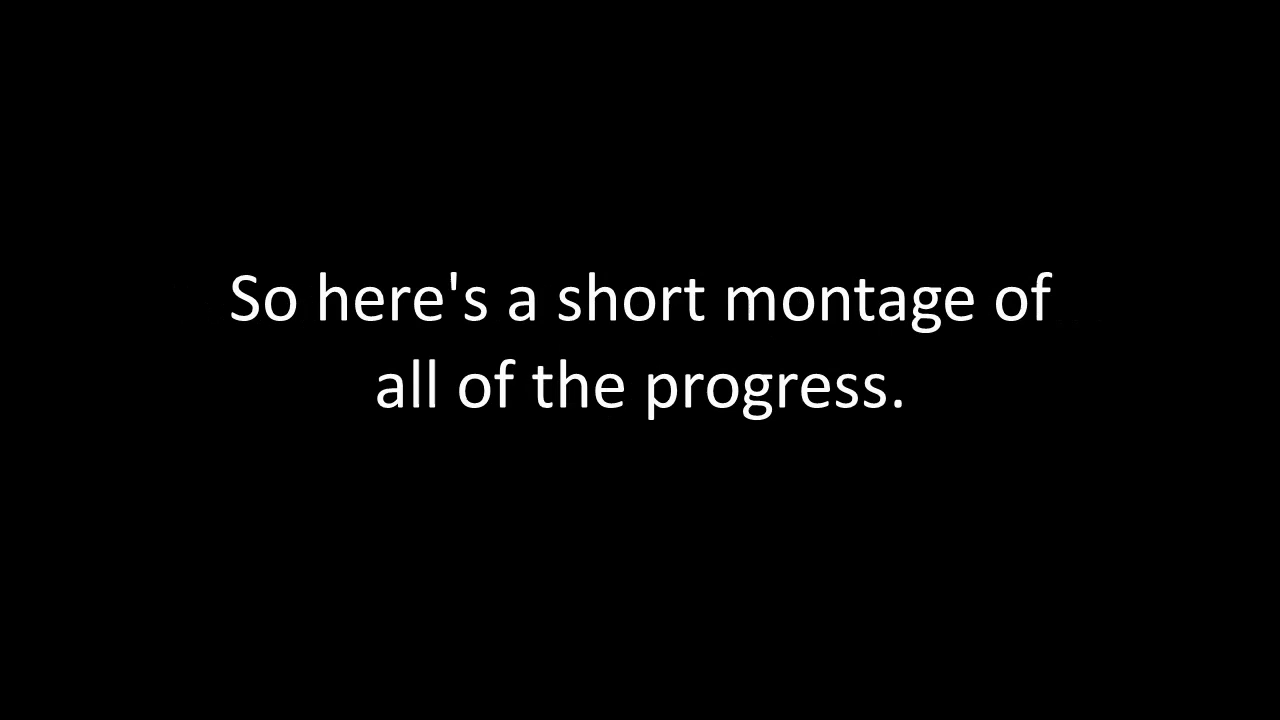 So here's a short montage of
all of the progress.